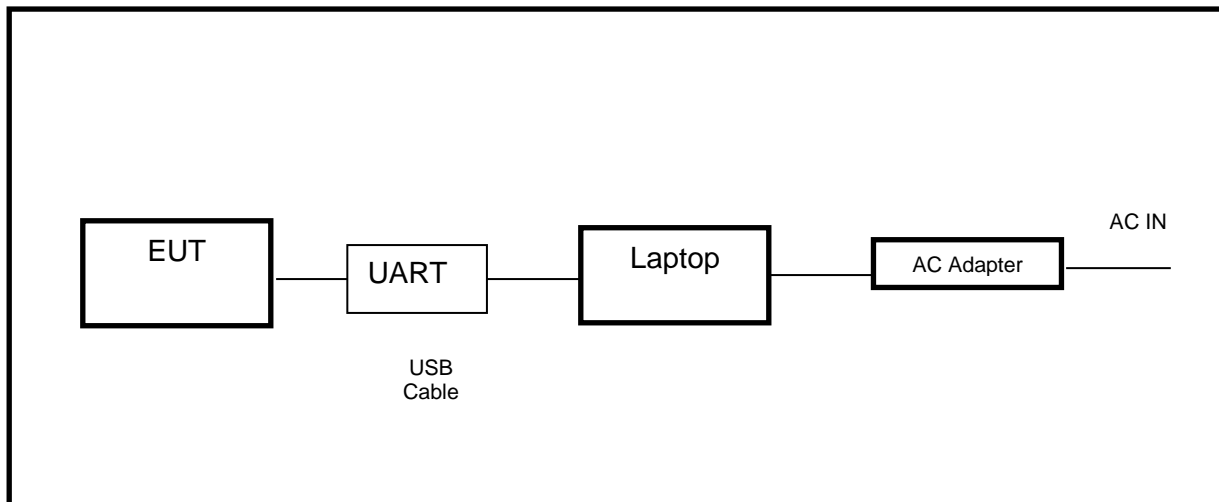 AC IN
EUT
UART
Laptop
AC Adapter
USB
Cable